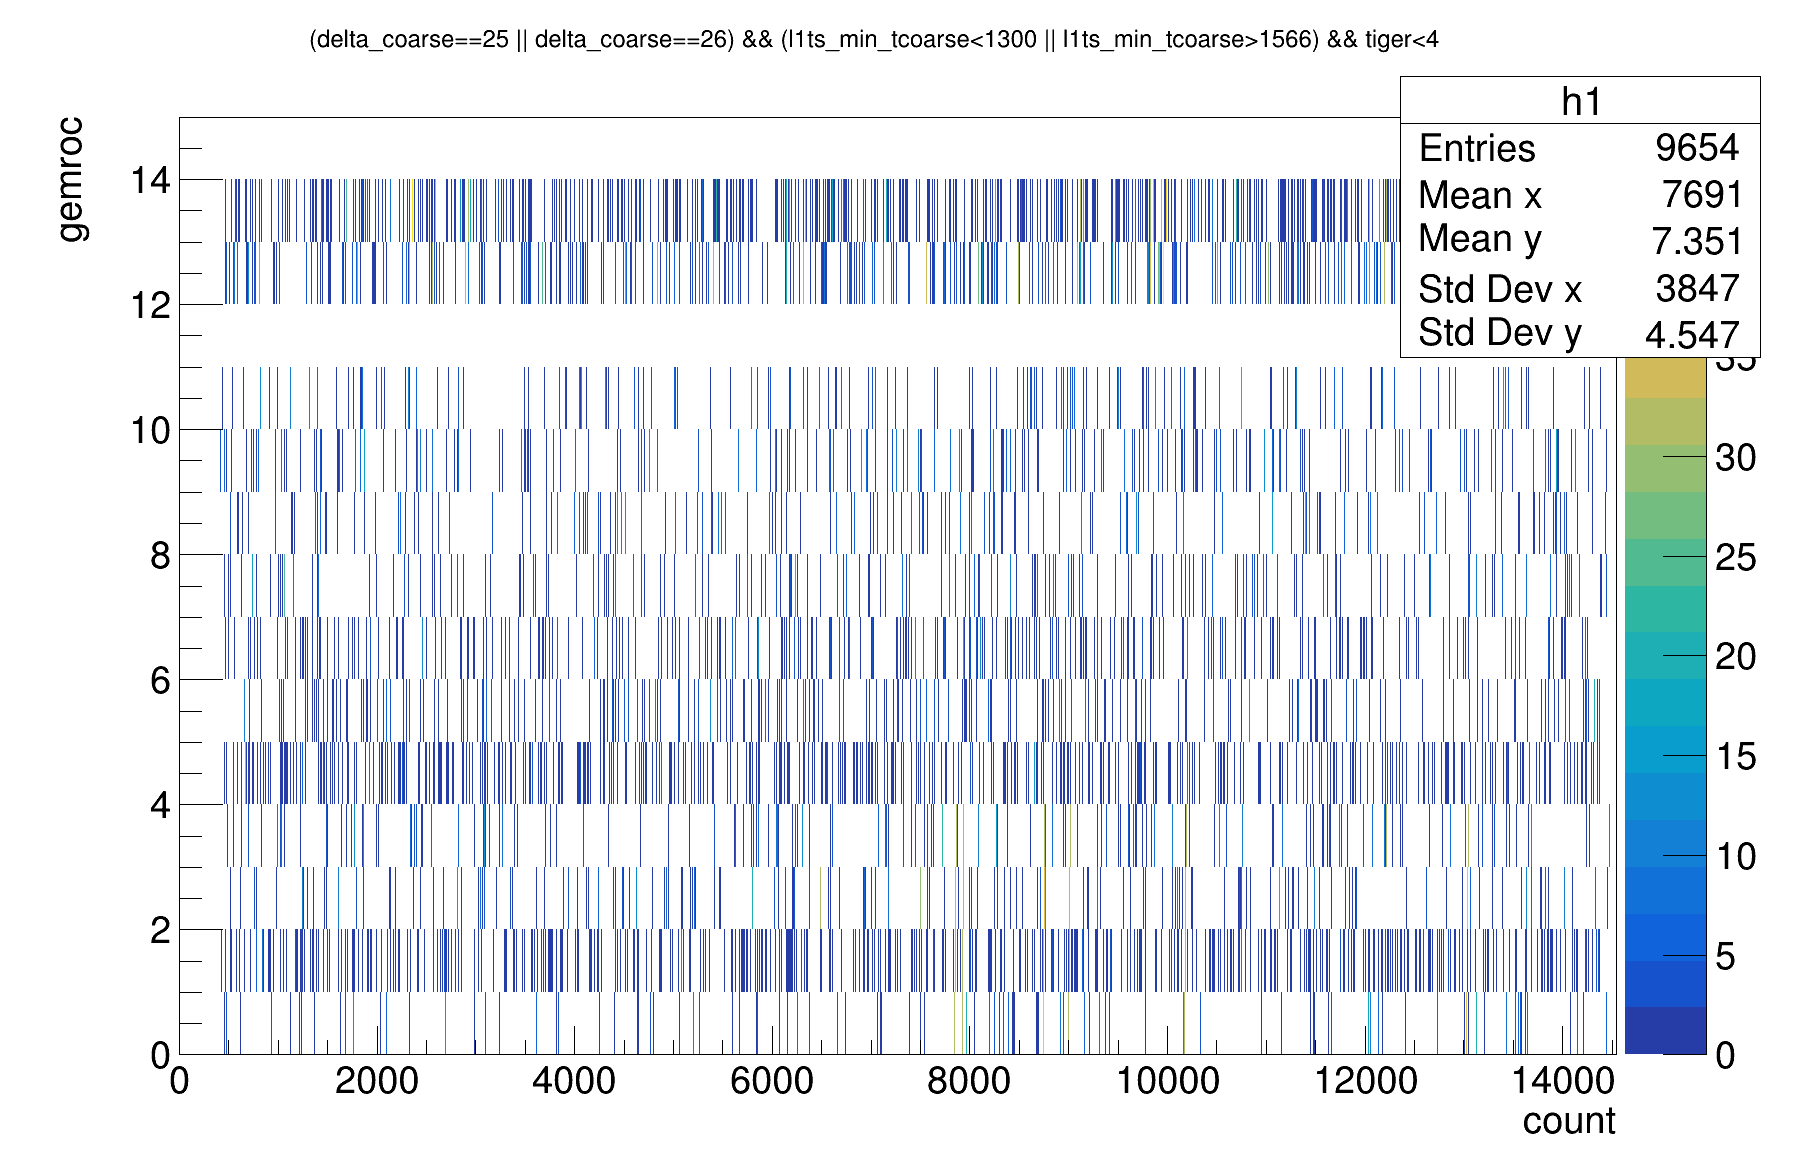 (delta_coarse==25 || delta_coarse==26) && (l1ts_min_tcoarse<1300 || l1ts_min_tcoarse>1566) && tiger<4
h1
Entries 9654
Mean x 7691
Mean y 7.351
Std Dev x 3847
Std Dev y 4.547
gemroc
14
12
10
8
6
4
2
0
35
30
25
20
15
10
5
0
0 2000 4000 6000 8000 10000 12000 14000
count